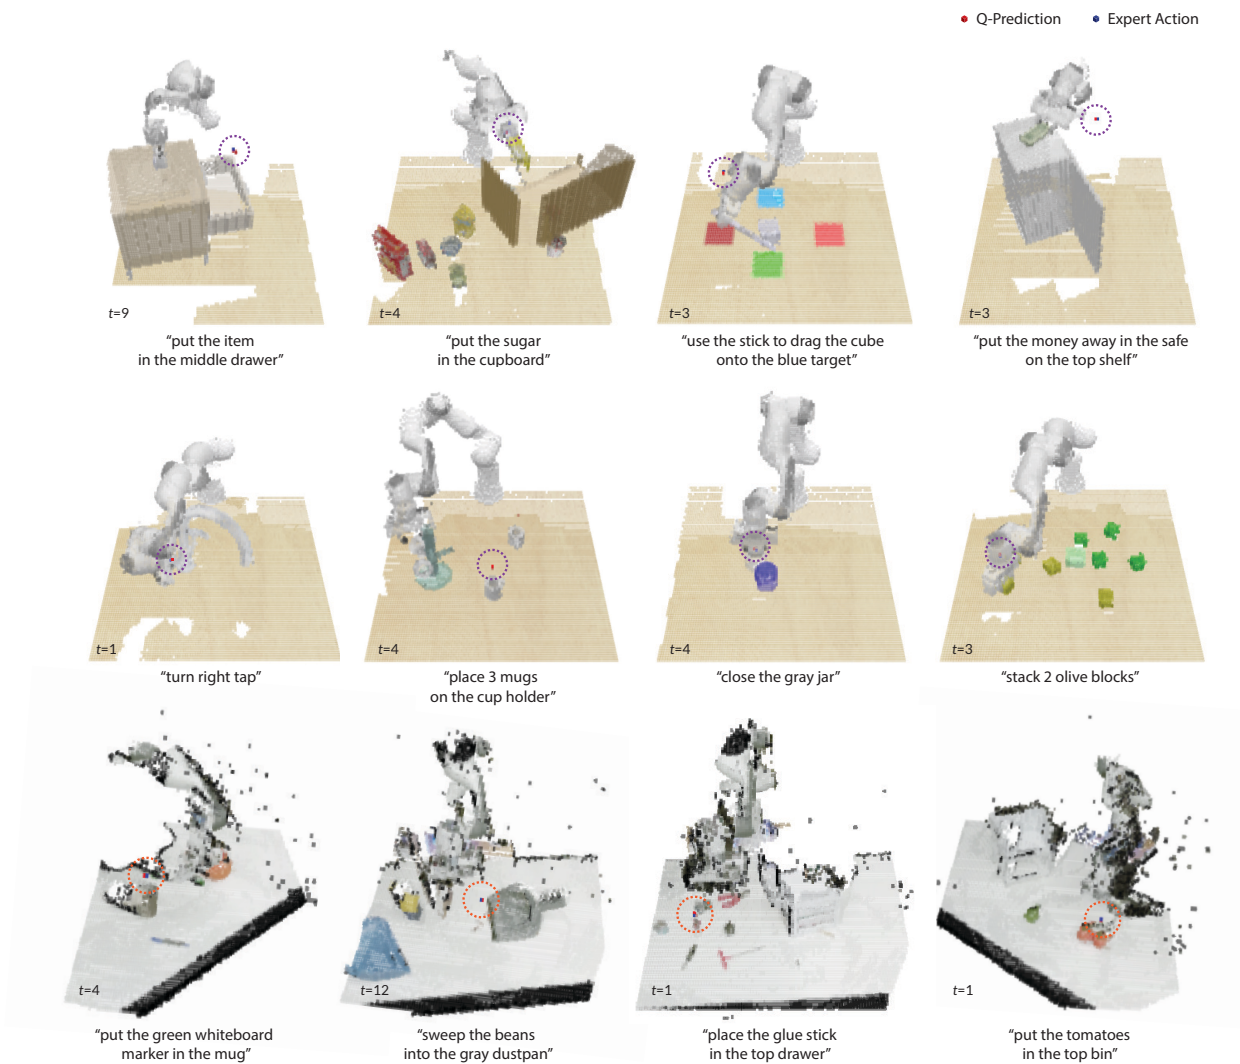 Q-Prediction Expert Action
t=9
t=4
t=3
t=3
“put the item
in the middle drawer”
“put the sugar
in the cupboard”
“use the stick to drag the cube
onto the blue target”
“put the money away in the safe
on the top shelf”
t=1
t=4
t=4
t=3
“turn right tap”
“place 3 mugs
on the cup holder”
“close the gray jar”
“stack 2 olive blocks”
t=4
t=12
t=1
t=1
“put the green whiteboard
marker in the mug”
“sweep the beans
into the gray dustpan”
“place the glue stick
in the top drawer”
“put the tomatoes
in the top bin”